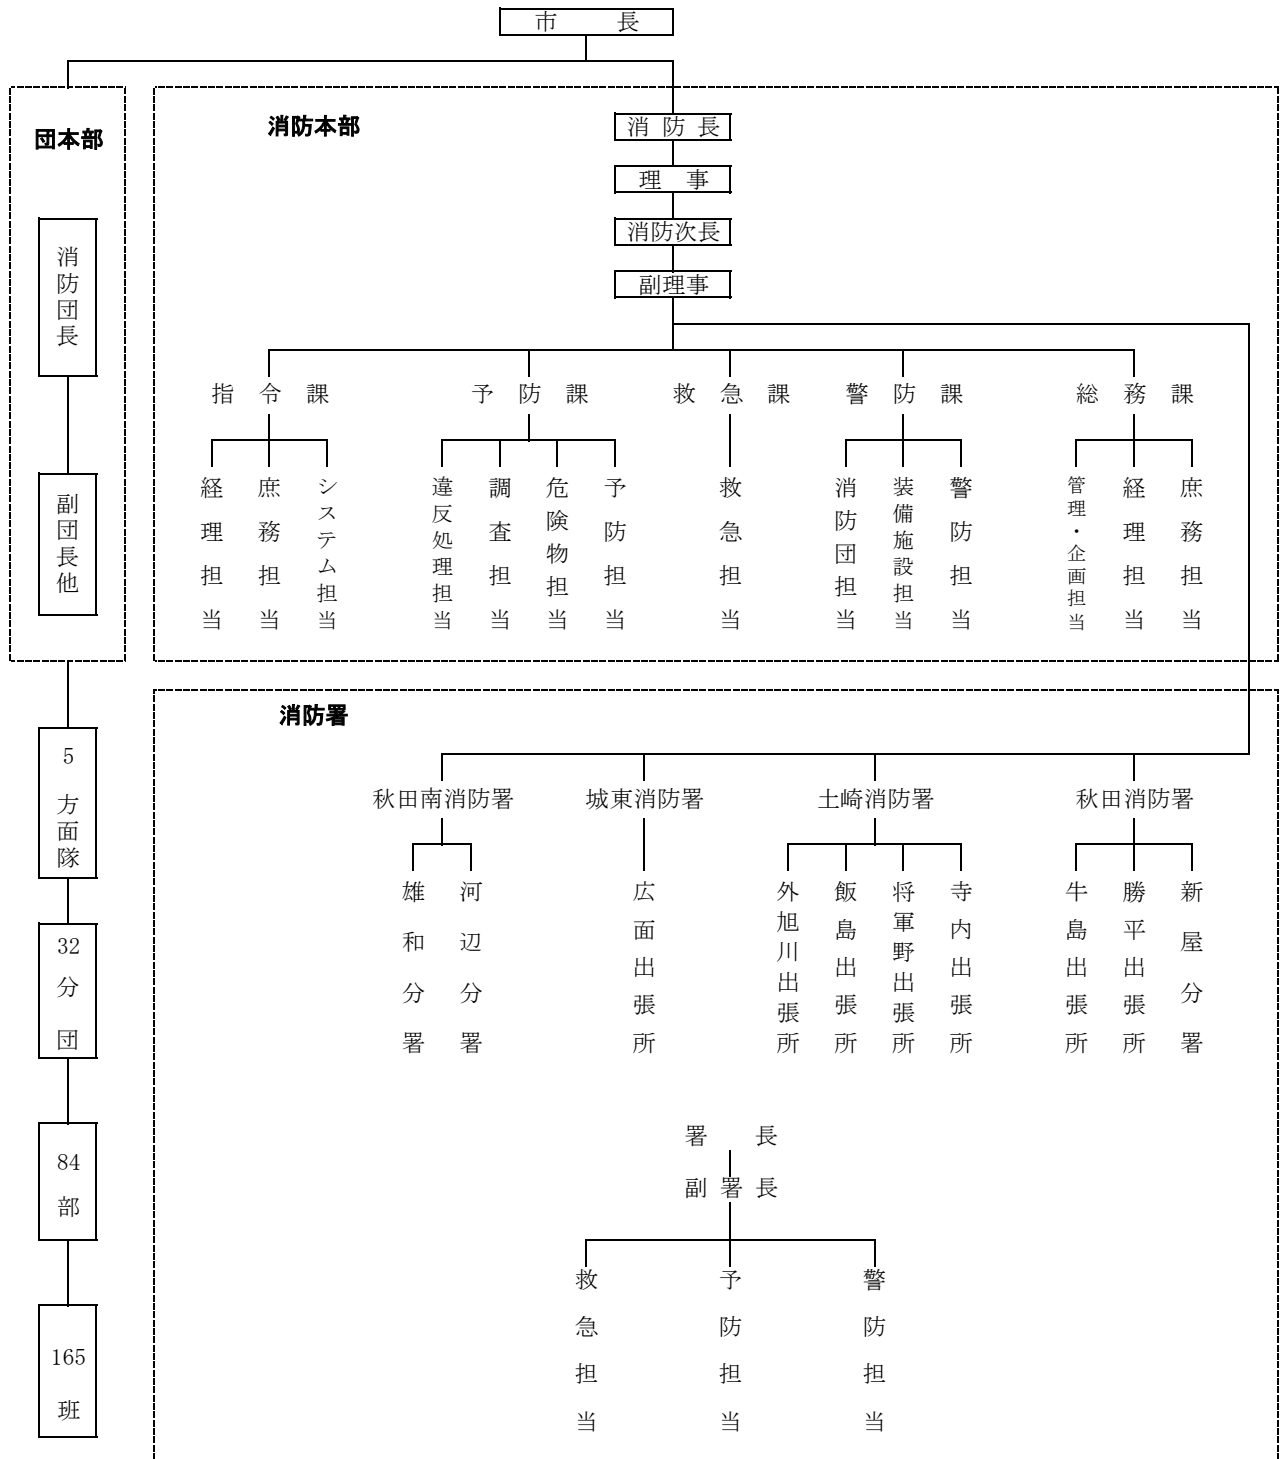 市長
団本部
消防団長
副団長他
5方面隊
32分団
84部
165班
消防本部
消防長
理事
消防次長
副理事
指令課
予防課
救急課
警防課
総務課
経理担当
庶務担当
システム担当
違反処理担当
調査担当
危険物担当
予防担当
救急担当
消防団担当
装備施設担当
警防担当
管理・企画担当
経理担当
庶務担当
消防署
秋田南消防署
城東消防署
土崎消防署
秋田消防署
雄和分署
河辺分署
広面出張所
外旭川出張所
飯島出張所
将軍野出張所
寺内出張所
牛島出張所
勝平出張所
新屋分署
署長
副署長
救急担当
予防担当
警防担当